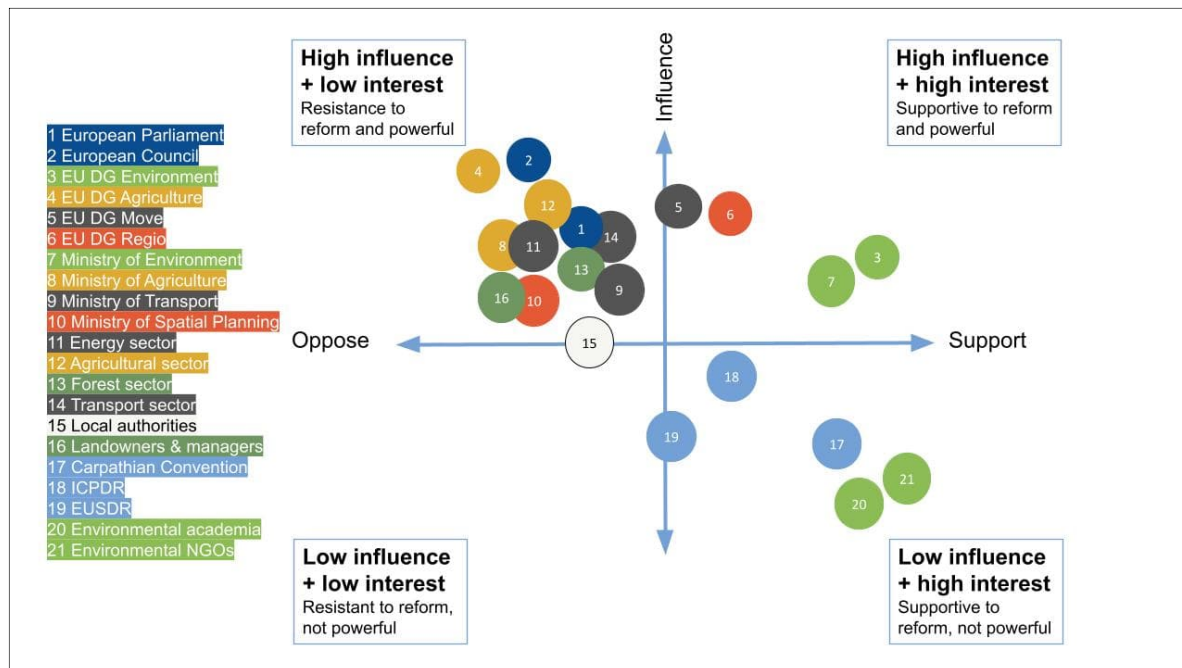 High influence
+ low interest
Resistance to
reform and powerful
Influence
High influence
+ high interest
Supportive to reform
and powerful
1 European Parliament
2 European Council
3 EU DG Environment
4 EU DG Agriculture
5 EU DG Move
6 EU DG Regio
7 Ministry of Environment
8 Ministry of Agriculture
9 Ministry of Transport
10 Ministry of Spatial Planning
11 Energy sector
12 Agricultural sector
13 Forest sector
14 Transport sector
15 Local authorities
16 Landowners & managers
17 Carpathian Convention
18 ICPDR
19 EUSDR
20 Environmental academia
21 Environmental NGOs
2
4
12
5
6
1
14
8
11
3
13
7
9
16
10
Oppose
15
Support
18
19
17
21
20
Low influence
+ low interest
Resistant to reform,
not powerful
Low influence
+ high interest
Supportive to
reform, not powerful